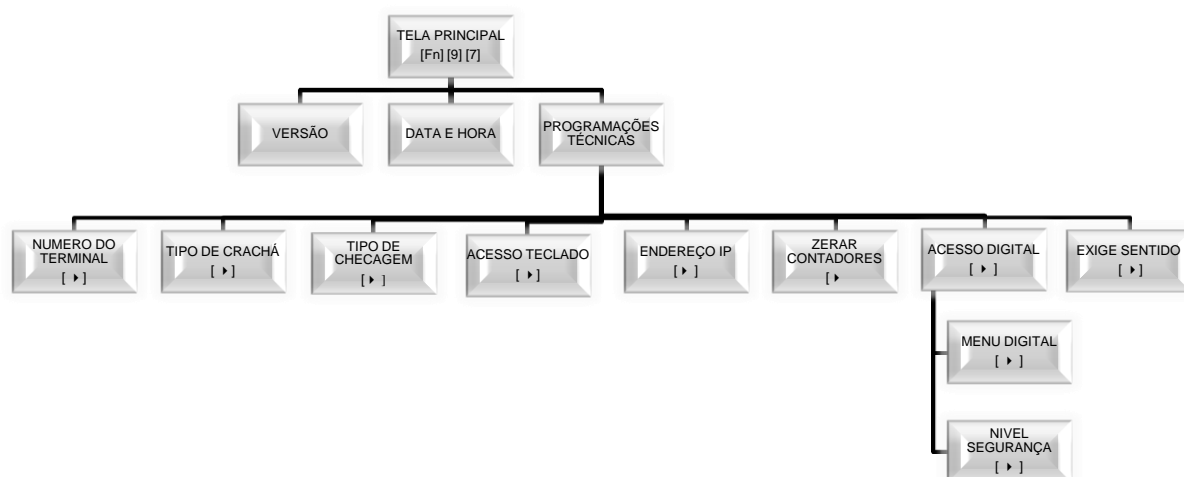 TELA PRINCIPAL
[Fn] [9] [7]
VERSÃO
DATA E HORA
PROGRAMAÇÕES
TÉCNICAS
NUMERO DO
TERMINAL
[ ▸]
TIPO DE CRACHÁ
[ ▸ ]
TIPO DE
CHECAGEM
[ ▸ ]
ACESSO TECLADO
[ ▸ ]
ENDEREÇO IP
[ ▸ ]
ZERAR
CONTADORES
[ ▸
ACESSO DIGITAL
[ ▸ ]
EXIGE SENTIDO
[ ▸ ]
MENU DIGITAL
[ ▸ ]
NIVEL
SEGURANÇA
[ ▸ ]